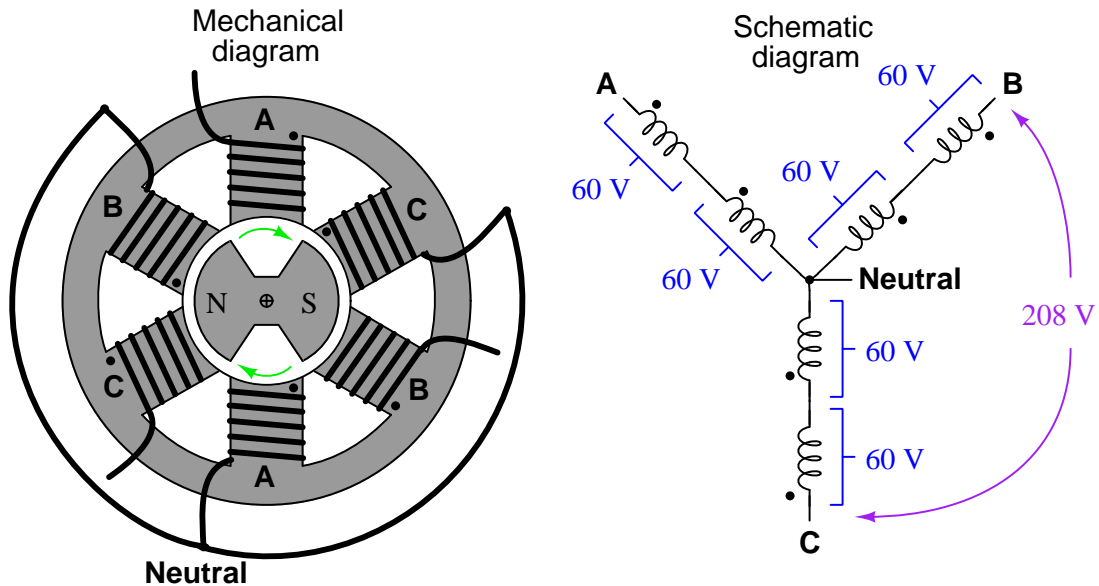 Mechanical
diagram
A
B
C
N
S
C
B
A
Neutral
Schematic
diagram
60 V
A
B
60 V
60 V
60 V
Neutral
208 V
60 V
60 V
C